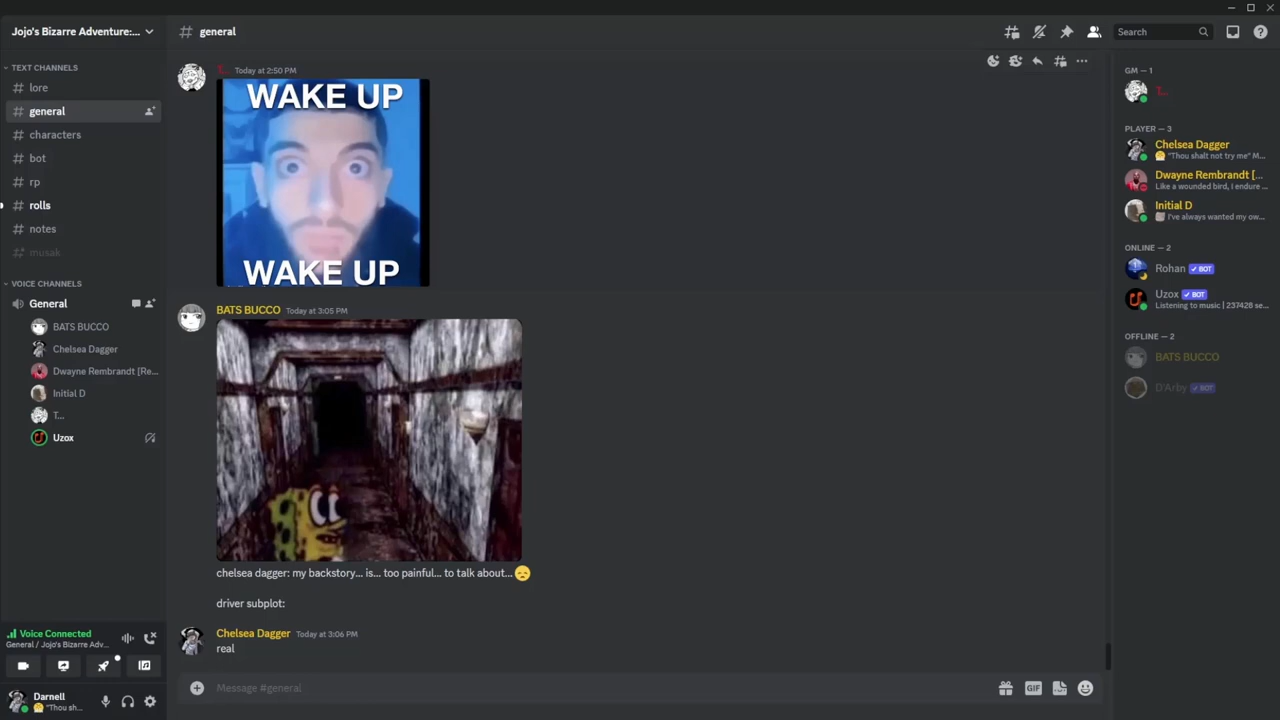 Jojo's Bizarre Adventure:...
general
Search
TEXT CHANNELS
lore
general
characters
bot
rp
rolls
notes
musak
VOICE CHANNELS
General
BATS BUCCO
Chelsea Dagger
Dwayne Rembrandt [Re...
Initial D
T...
Uzox
Voice Connected
General / Jojo's Bizarre Adv...
Darnell
"Thou sh...
T... Today at 2:50 PM
WAKE UP
WAKE UP
BATS BUCCO Today at 3:05 PM
chelsea dagger: my backstory... is... too painful... to talk about... 😞
driver subplot:
Chelsea Dagger Today at 3:06 PM
real
Message #general
GIF
GM — 1
T...
PLAYER — 3
Chelsea Dagger
"Thou shalt not try me" M...
Dwayne Rembrandt [...
Like a wounded bird, I endure ...
Initial D
I've always wanted my ow...
ONLINE — 2
Rohan ✓ BOT
Uzox ✓ BOT
Listening to music | 237428 se...
OFFLINE — 2
BATS BUCCO
D'Arby ✓ BOT